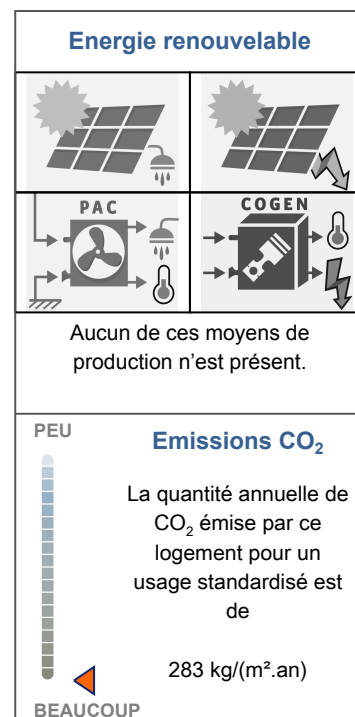 Energie renouvelable
PAC
COGEN
Aucun de ces moyens de
production n’est présent.
PEU
Emissions CO₂
La quantité annuelle de
CO₂ émise par ce
logement pour un
usage standardisé est
de
283 kg/(m².an)
BEAUCOUP